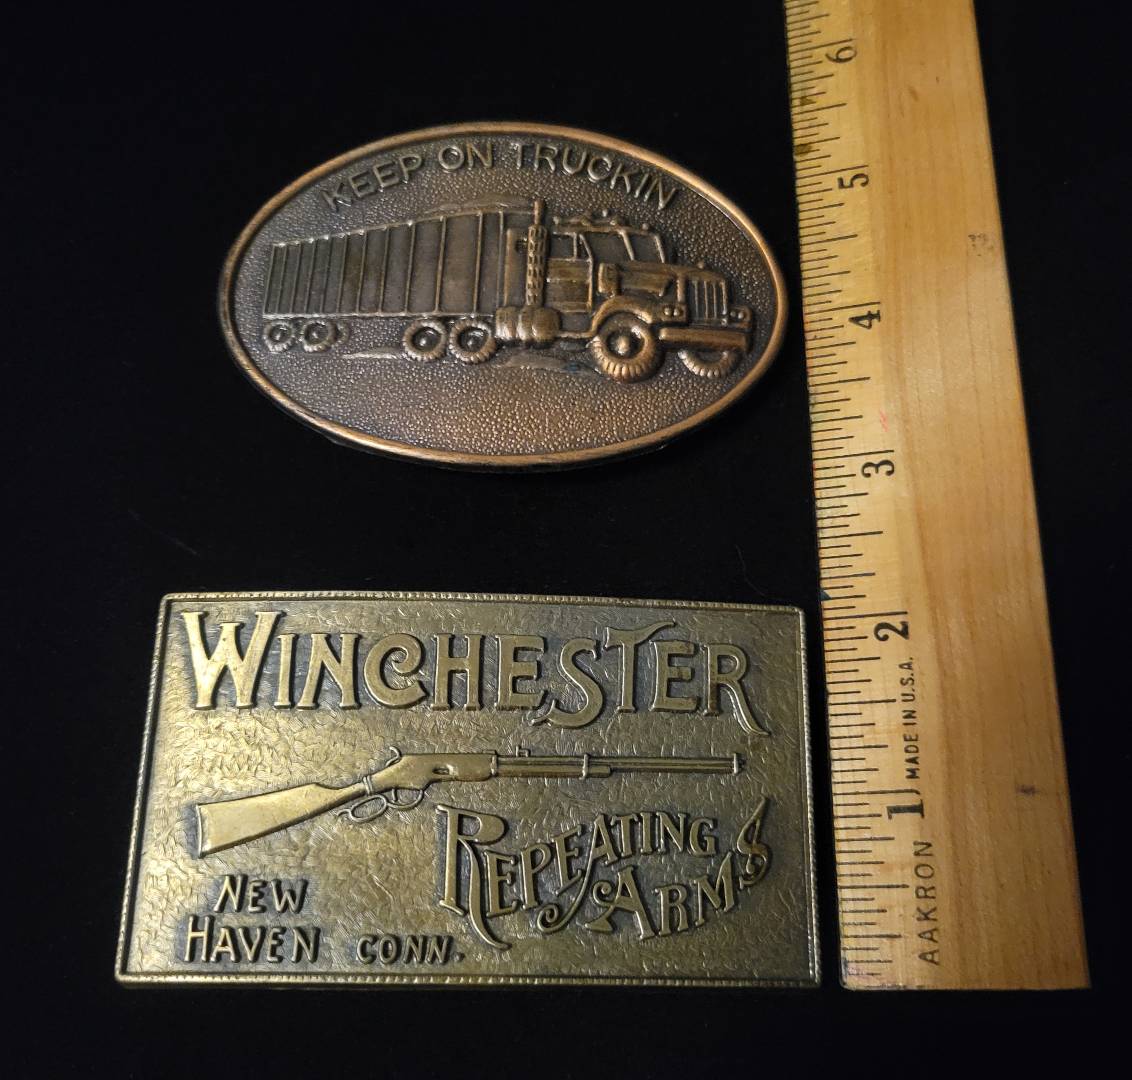 KEEP ON TRUCKIN
WINCHESTER
REPEATING
ARMS
NEW
HAVEN CONN.
6
5
4
3
2
1
MADE IN U.S.A.
AAKRON